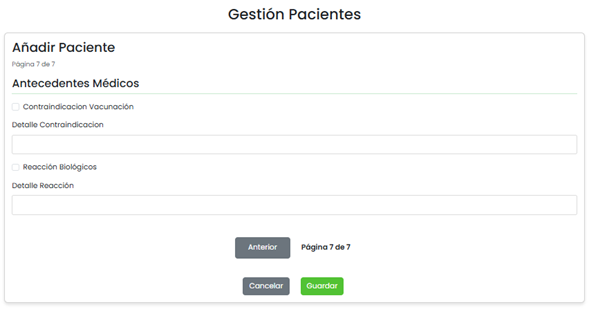 Gestión Pacientes
Añadir Paciente
Página 7 de 7
Antecedentes Médicos
Contraindicacion Vacunación
Detalle Contraindicacion
Reacción Biológicos
Detalle Reacción
Anterior Página 7 de 7
Cancelar Guardar